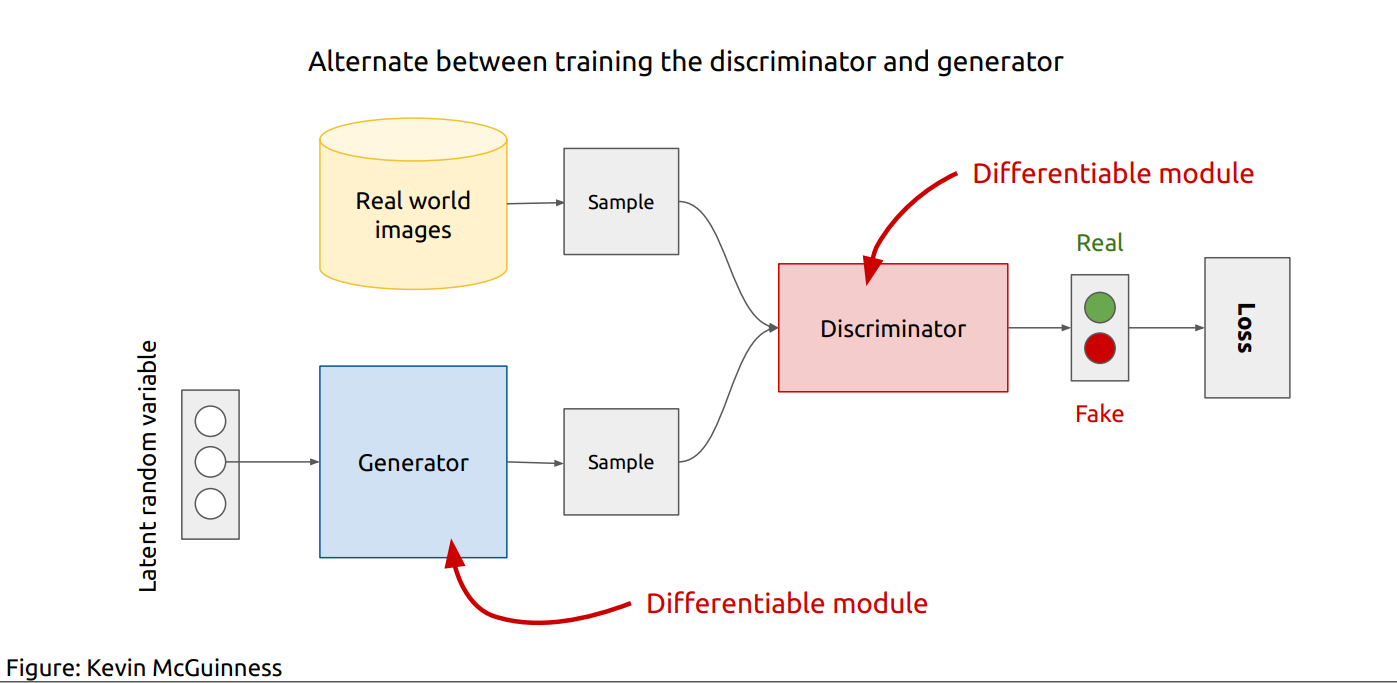 Alternate between training the discriminator and generator
Real world
images
Sample
Differentiable module
Real
Discriminator
Loss
Fake
Latent random variable
Generator
Sample
Differentiable module
Figure: Kevin McGuinness